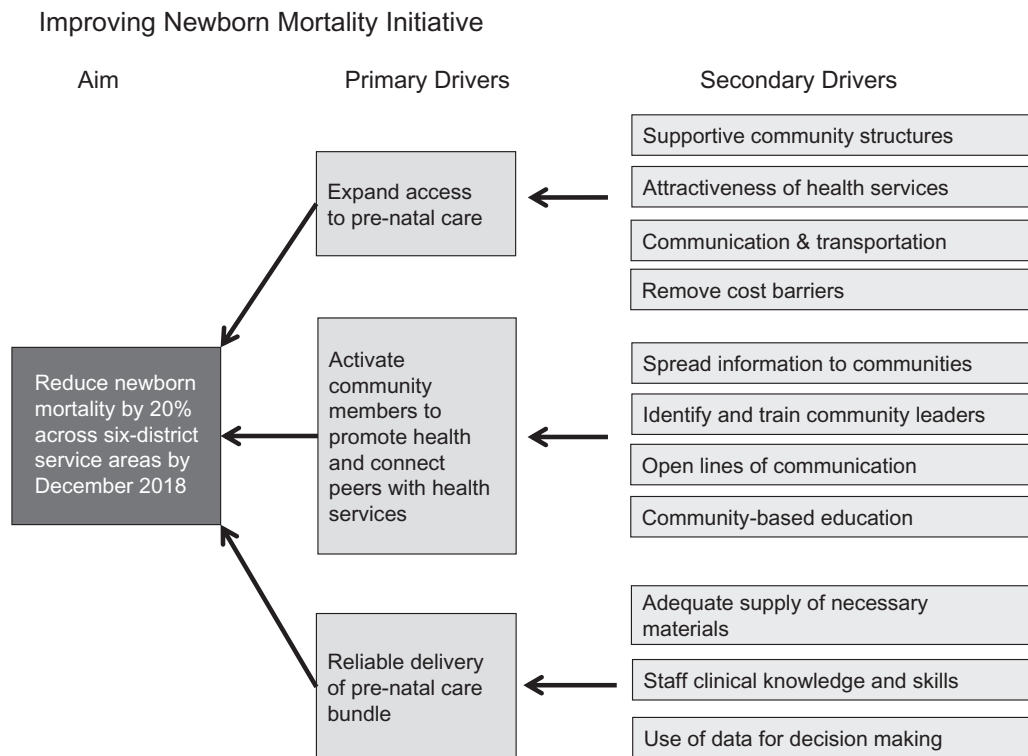 Improving Newborn Mortality Initiative
Aim
Primary Drivers
Secondary Drivers
Reduce newborn
mortality by 20%
across six-district
service areas by
December 2018
Expand access
to pre-natal care
Activate
community
members to
promote health
and connect
peers with health
services
Reliable delivery
of pre-natal care
bundle
Supportive community structures
Attractiveness of health services
Communication & transportation
Remove cost barriers
Spread information to communities
Identify and train community leaders
Open lines of communication
Community-based education
Adequate supply of necessary
materials
Staff clinical knowledge and skills
Use of data for decision making